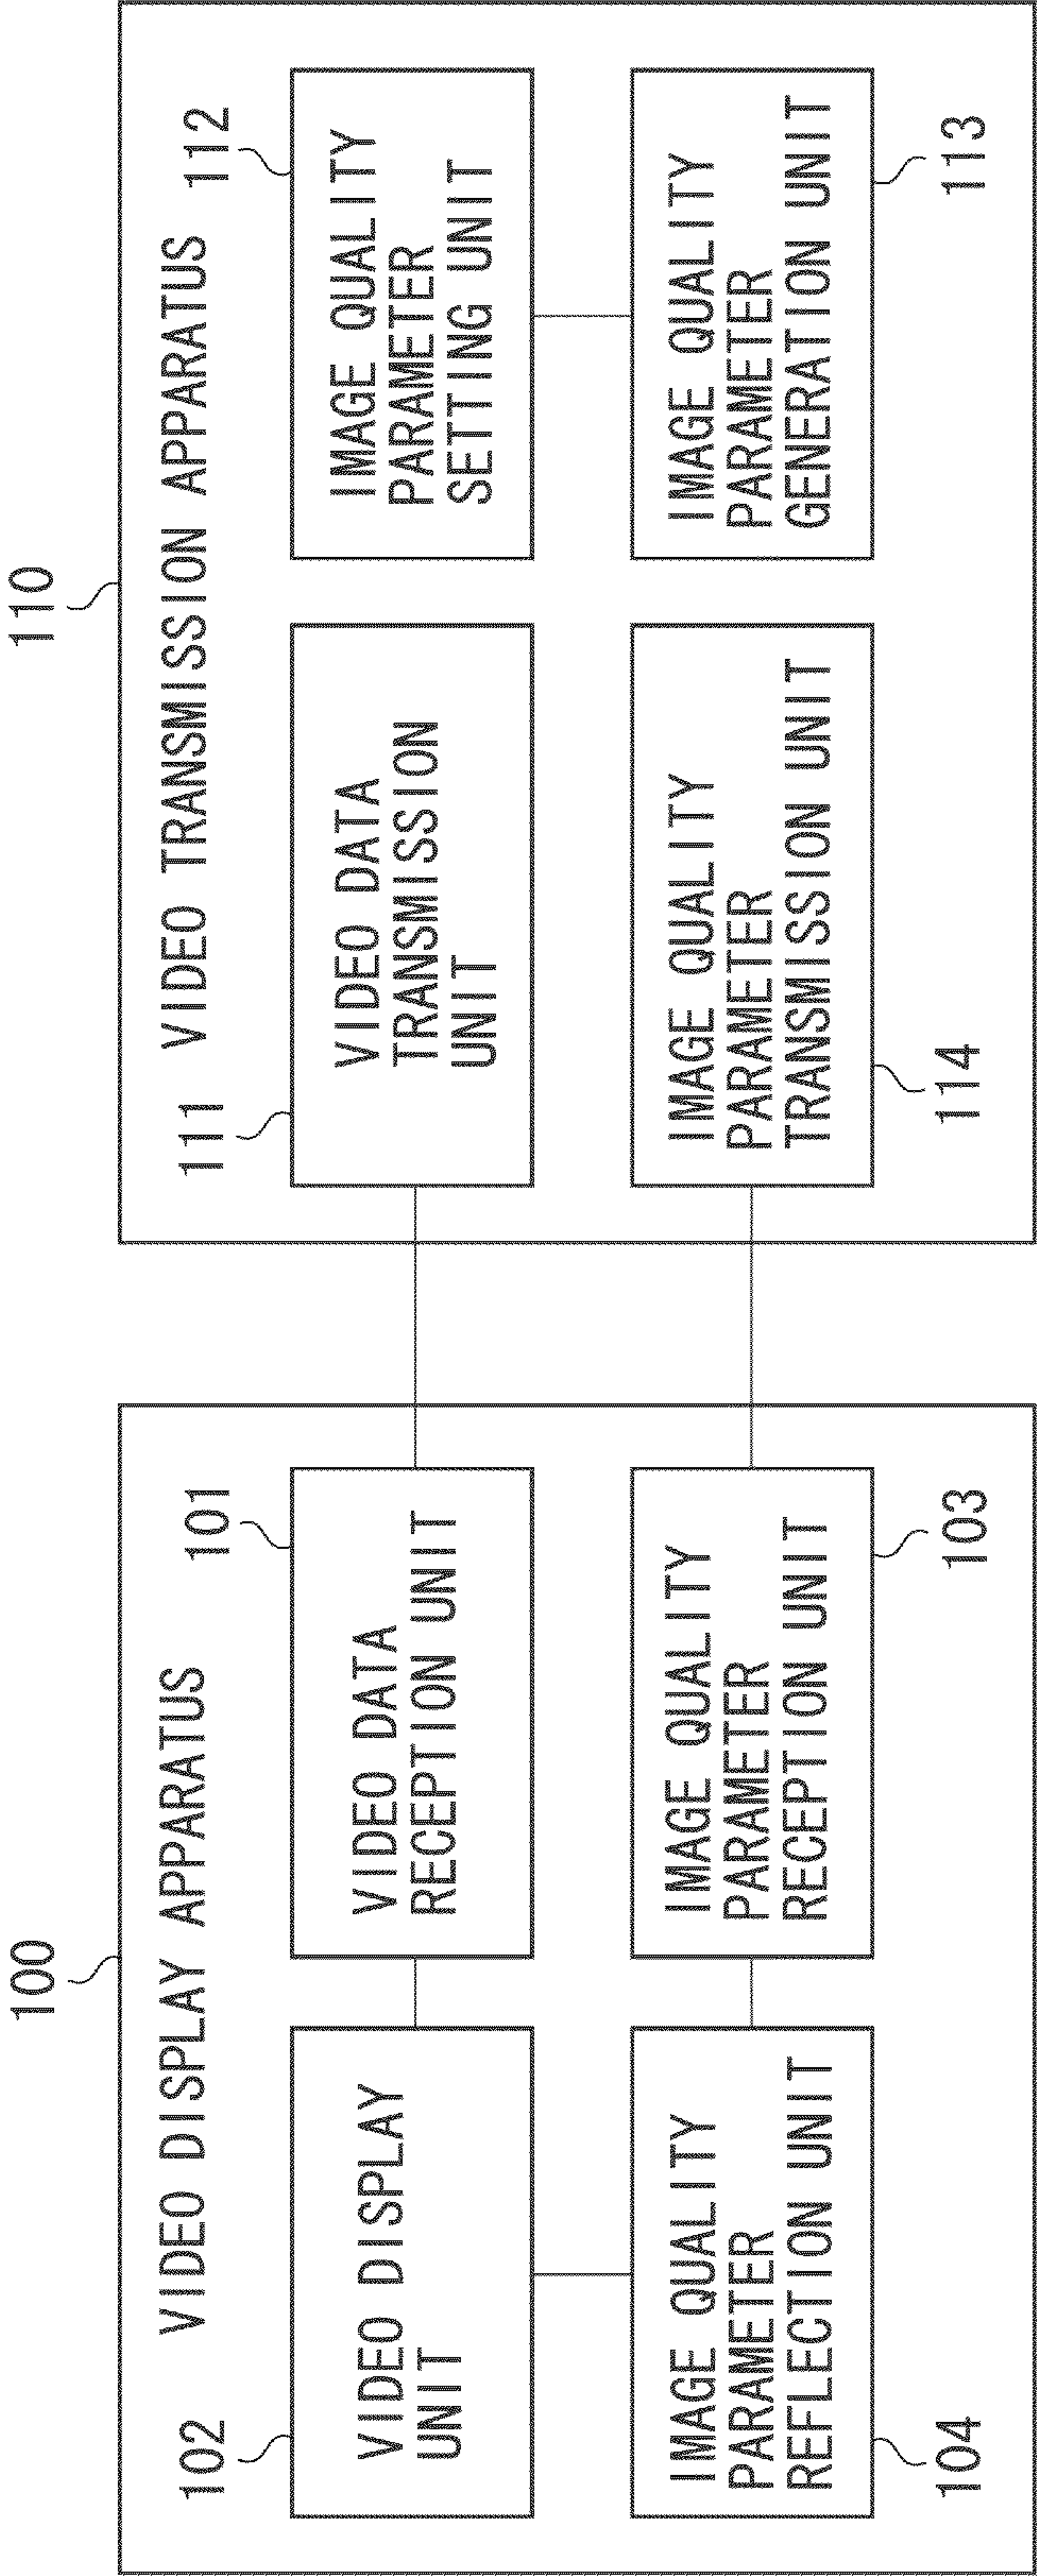 100
VIDEO DISPLAY APPARATUS
102
VIDEO DISPLAY
UNIT
101
VIDEO DATA
RECEPTION UNIT
IMAGE QUALITY
PARAMETER
REFLECTION UNIT
104
IMAGE QUALITY
PARAMETER
RECEPTION UNIT
103
110
VIDEO TRANSMISSION APPARATUS
111
VIDEO DATA
TRANSMISSION
UNIT
112
IMAGE QUALITY
PARAMETER
SETTING UNIT
IMAGE QUALITY
PARAMETER
TRANSMISSION UNIT
114
IMAGE QUALITY
PARAMETER
GENERATION UNIT
113